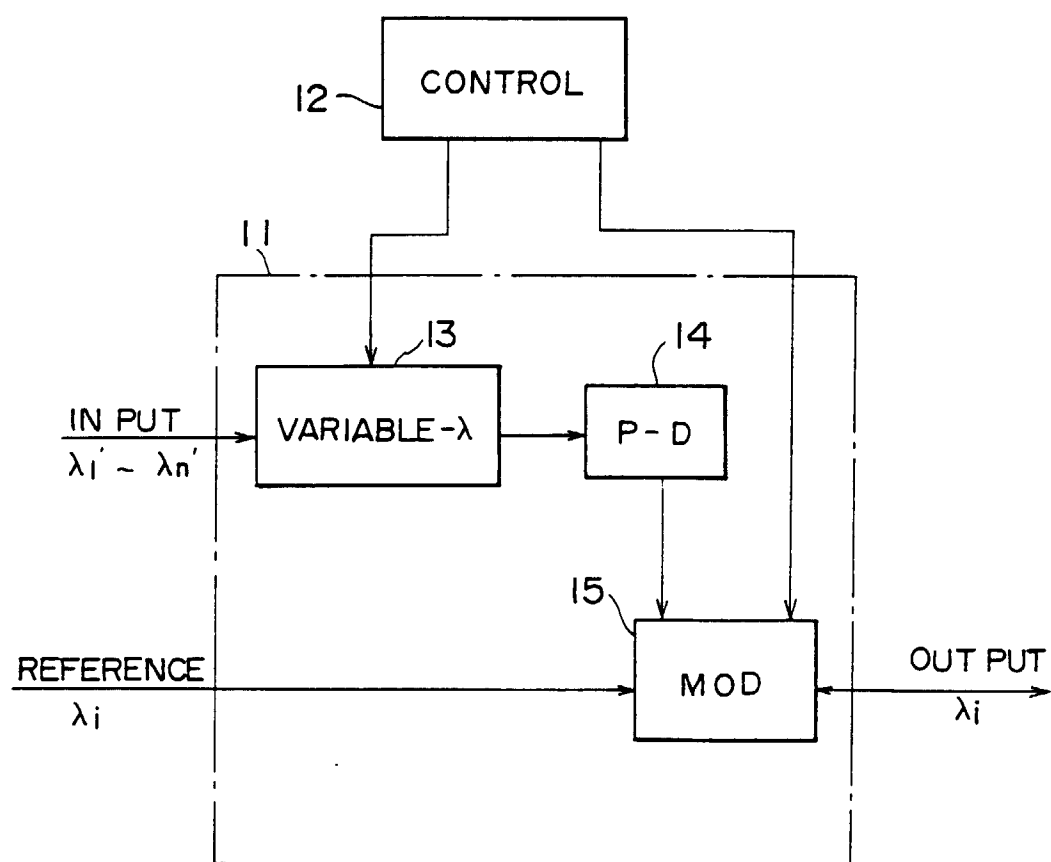 CONTROL
12
11
13
14
IN PUT
VARIABLE-λ
P-D
λ1' ~ λn'
15
REFERENCE
MOD
OUT PUT
λi
λi